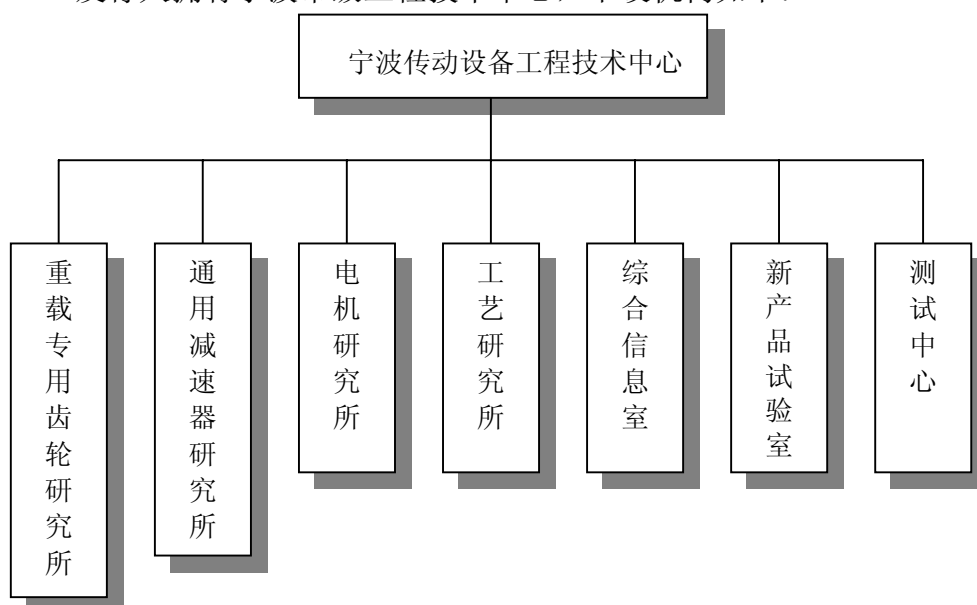 宁波传动设备工程技术中心
重载专用齿轮研究所
通用减速器研究所
电机研究所
工艺研究所
综合信息室
新产品试验室
测试中心